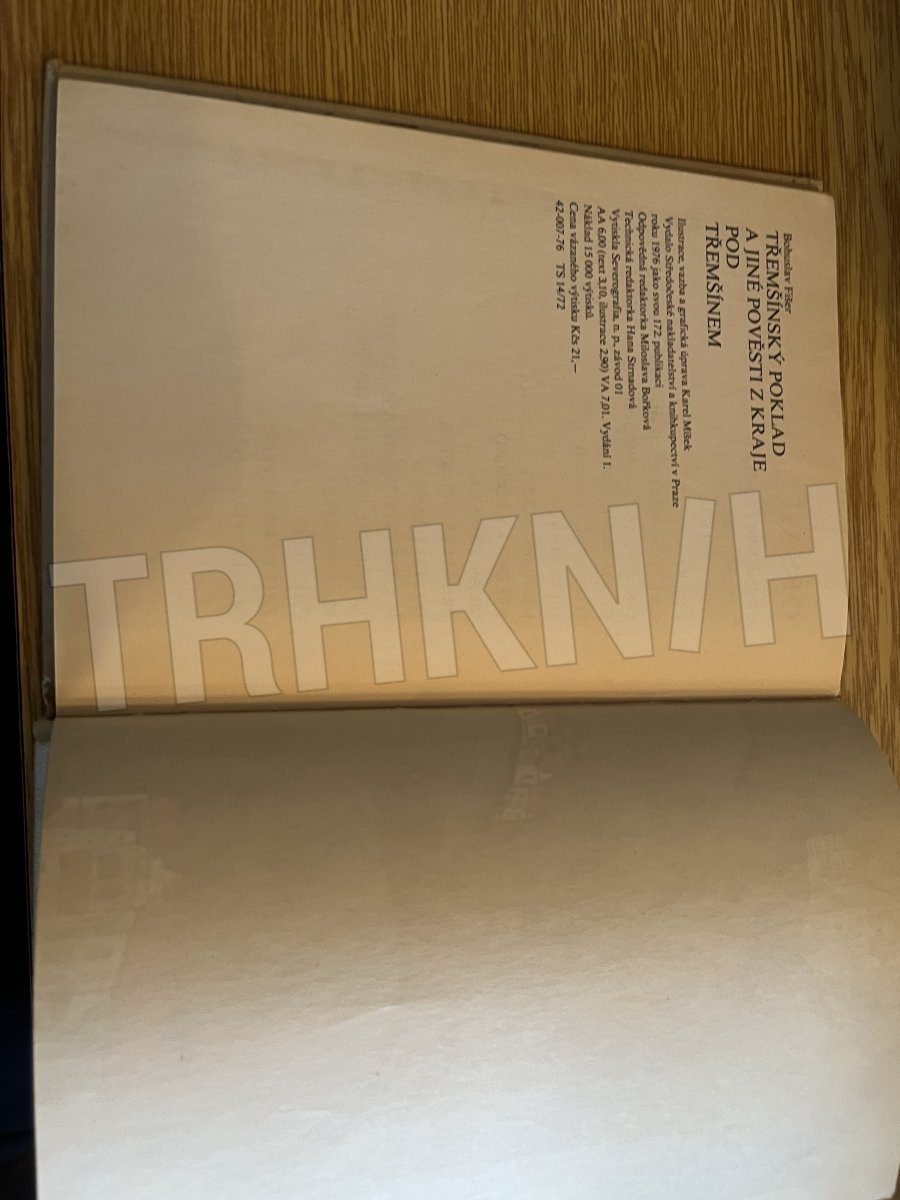 Bohuslav Fišer
TŘEMŠÍNSKÝ POKLAD
A JINÉ POVĚSTI Z KRAJE
POD
TŘEMŠÍNEM
Ilustrace, vazba a grafická úprava Karel Míšek
Vydalo Středočeské nakladatelství a knihkupectví v Praze
roku 1976 jako svou 172. publikaci
Odpovědná redaktorka Miloslava Bořková
Technická redaktorka Hana Strnadová
Vytiskla Severografia, n. p., závod 01
AA 6,00 (text 3,10, ilustrace 2,90) VA 7,01. Vydání 1.
Náklad 15 000 výtisků.
Cena vázaného výtisku Kčs 21,—
42-007-76 TS 14/72
TRHKNIH